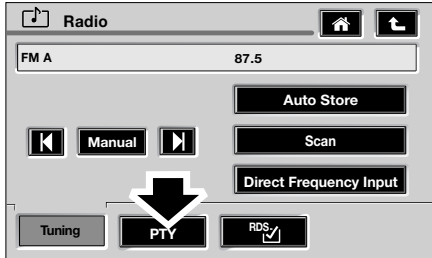 Radio
FM A 87.5
Auto Store
Manual Scan
Direct Frequency Input
Tuning PTY RDS